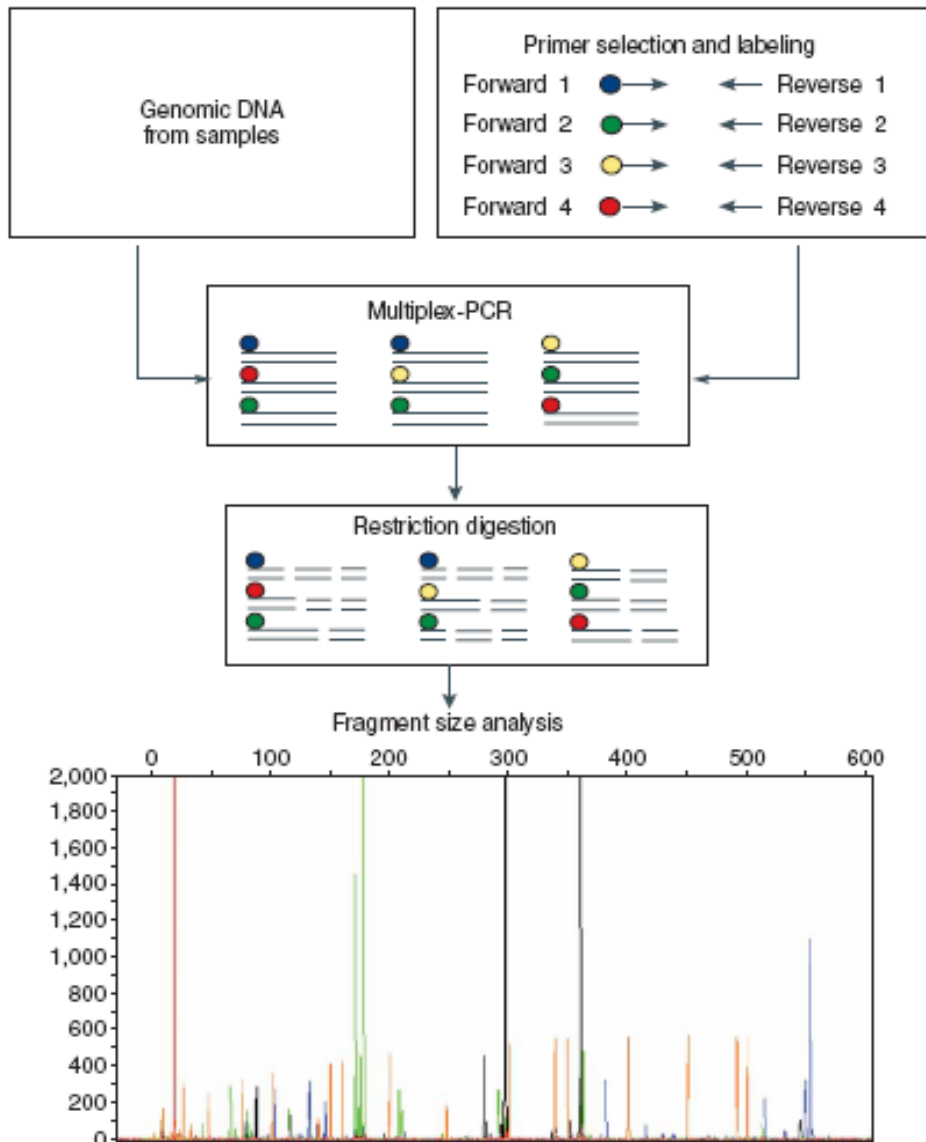 Genomic DNA
from samples
Primer selection and labeling
Forward 1 Reverse 1
Forward 2 Reverse 2
Forward 3 Reverse 3
Forward 4 Reverse 4
Multiplex-PCR
Restriction digestion
Fragment size analysis
0 100 200 300 400 500 600
2,000
1,800
1,600
1,400
1,200
1,000
800
600
400
200
0